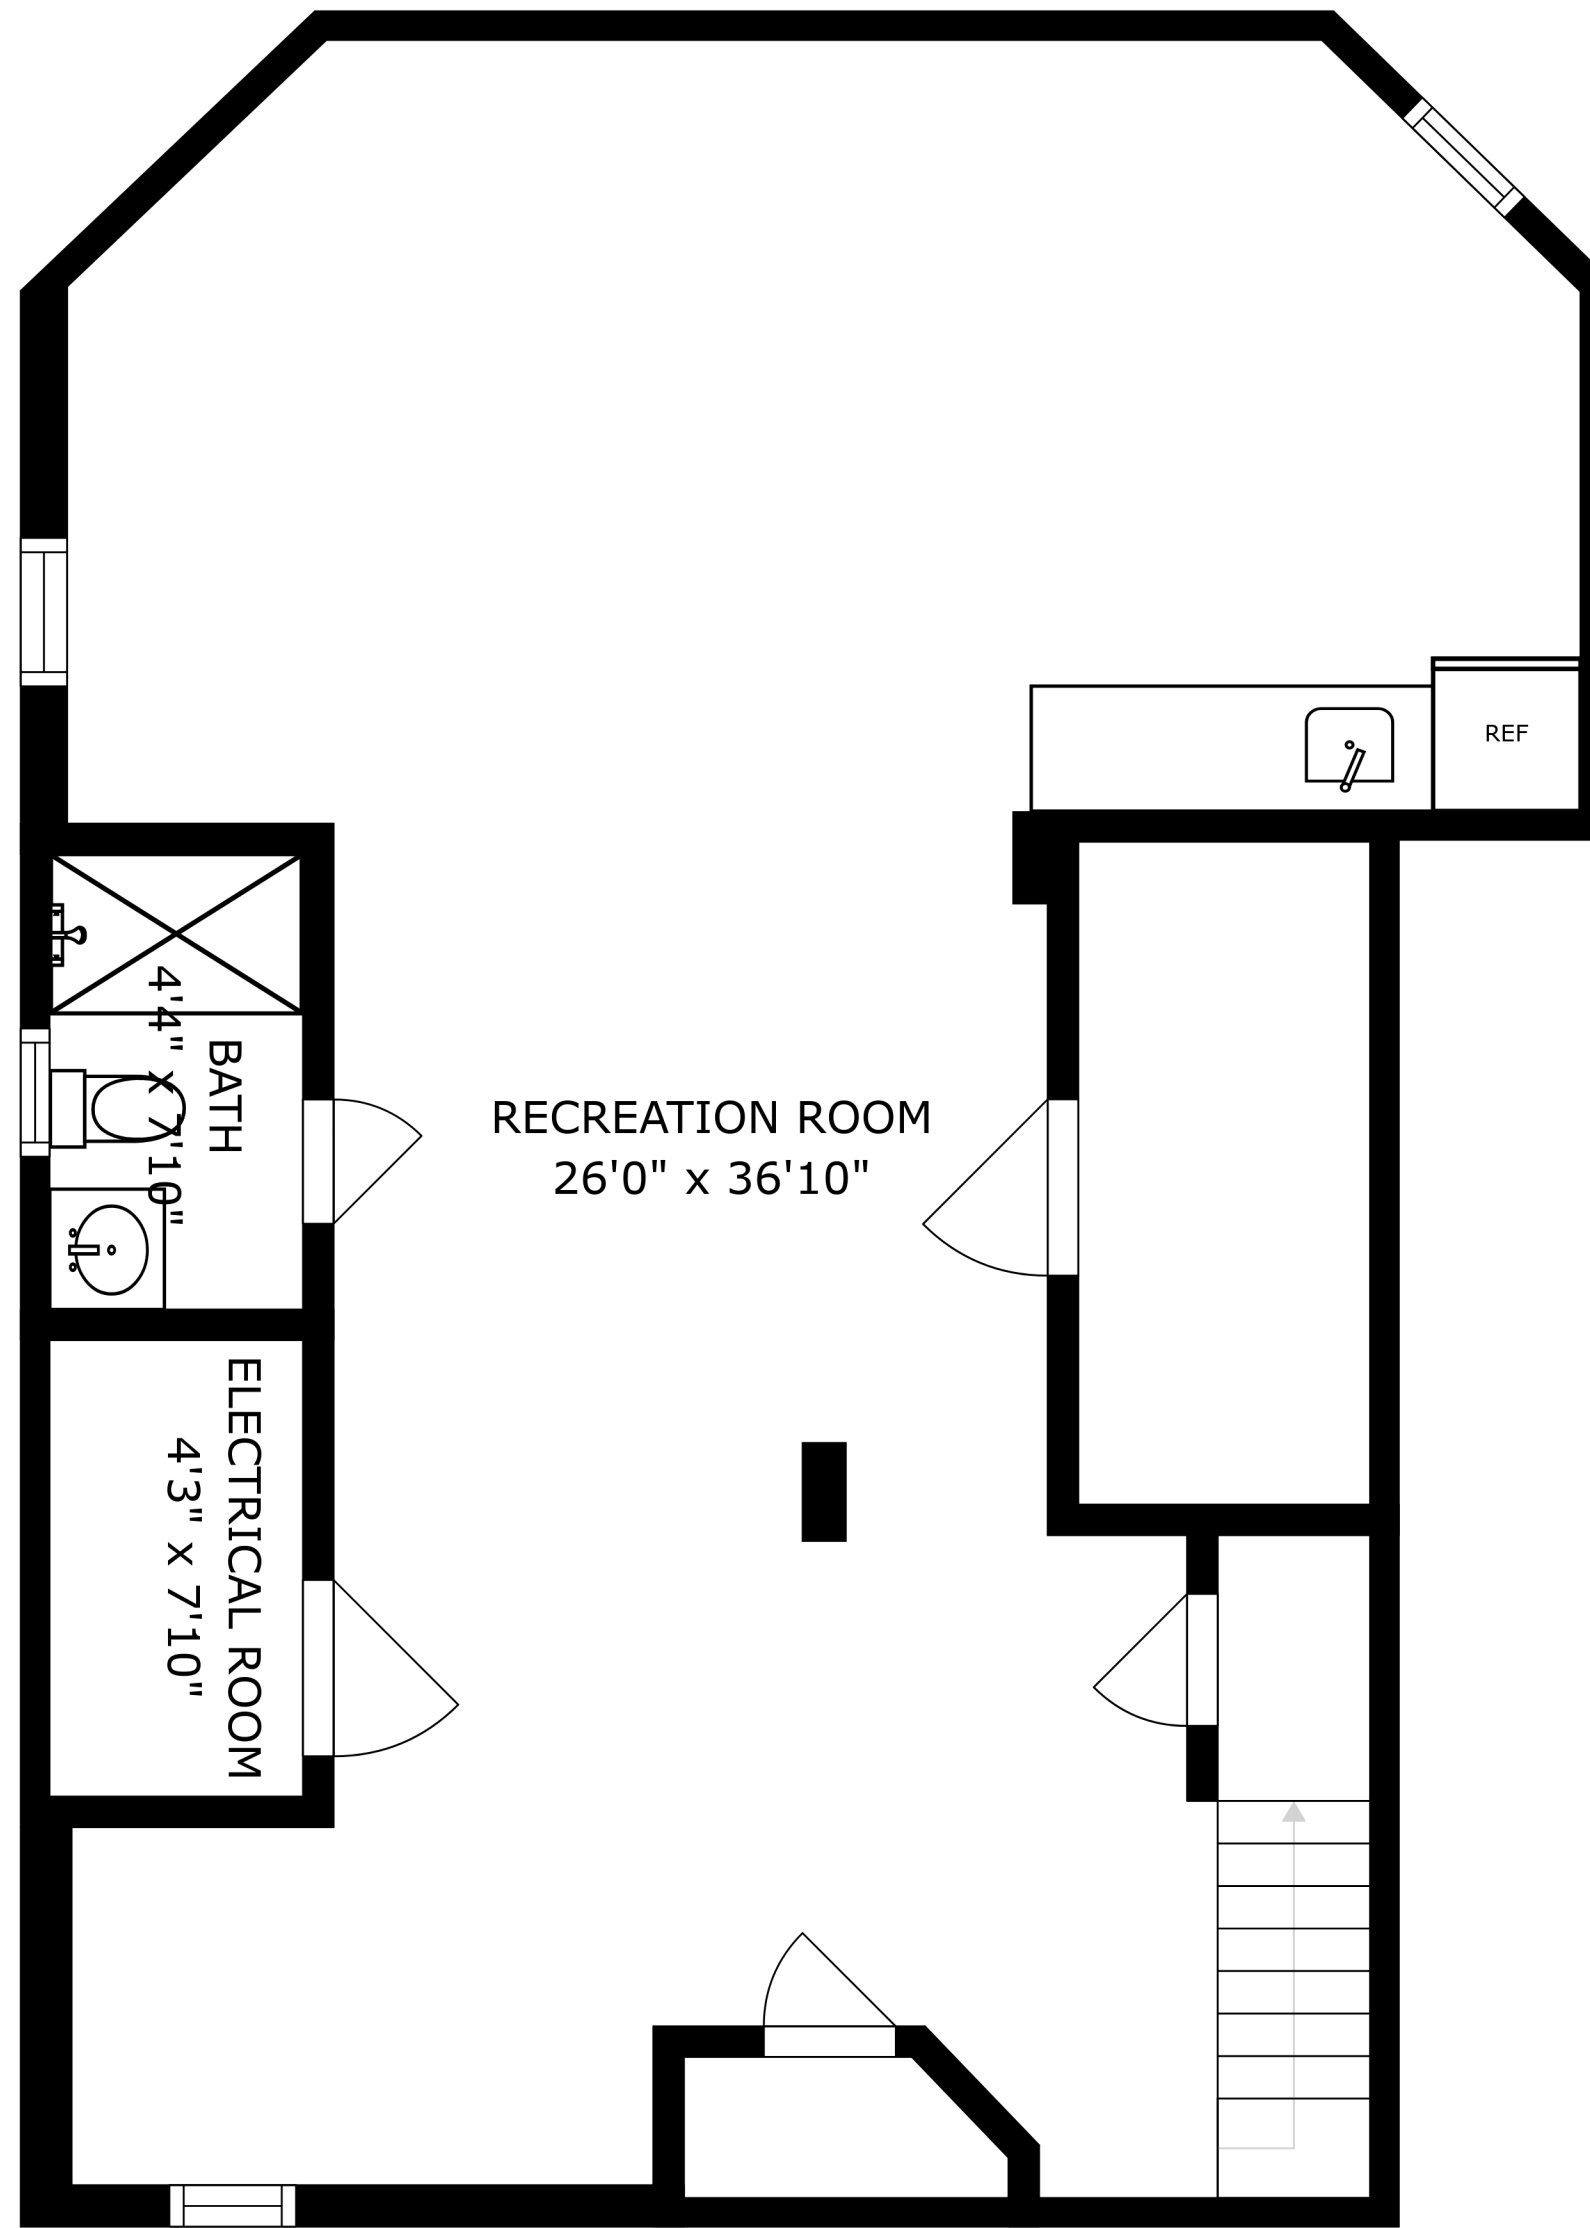 REF
RECREATION ROOM
26'0" x 36'10"
BATH
4'4" x 7'10"
ELECTRICAL ROOM
4'3" x 7'10"